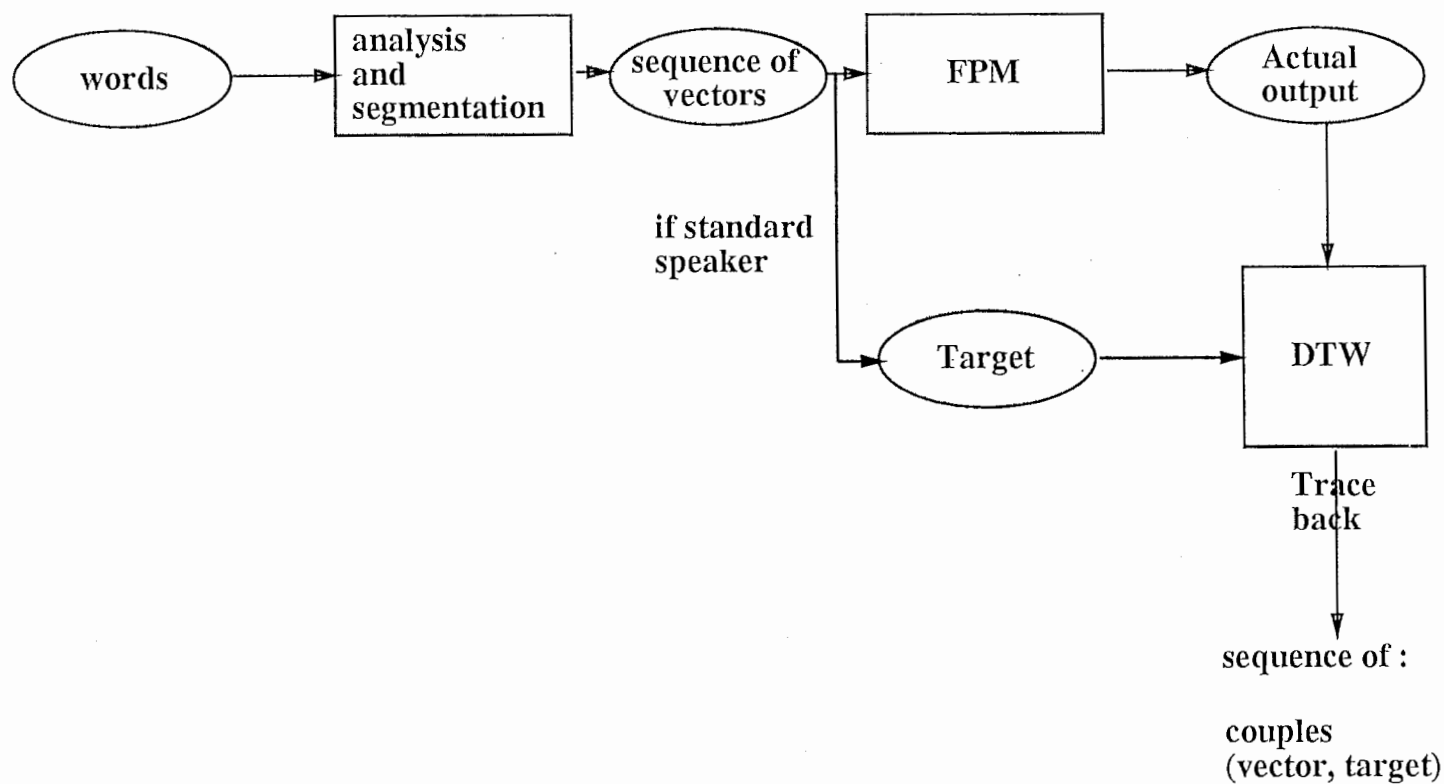 words
analysis
and
segmentation
sequence of
vectors
FPM
Actual
output
if standard
speaker
Target
DTW
Trace
back
sequence of :
couples
(vector, target)